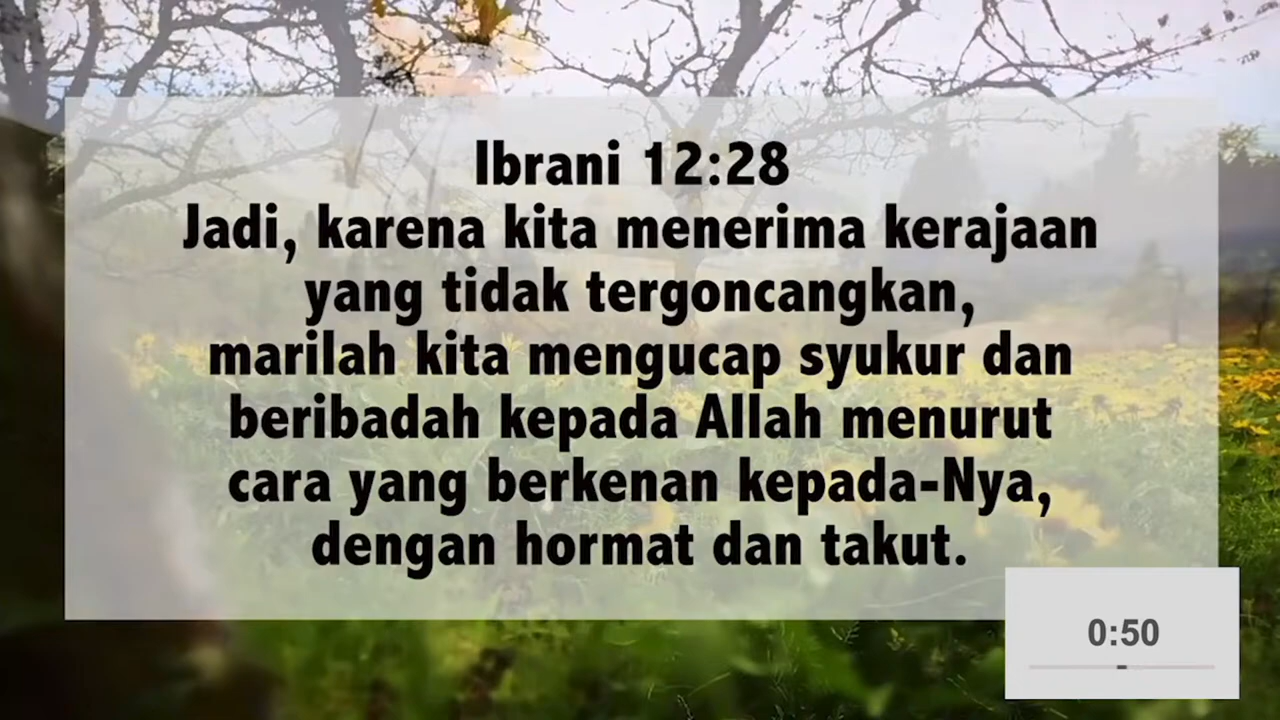 Ibrani 12:28
Jadi, karena kita menerima kerajaan
yang tidak tergoncangkan,
marilah kita mengucap syukur dan
beribadah kepada Allah menurut
cara yang berkenan kepada-Nya,
dengan hormat dan takut.
0:50